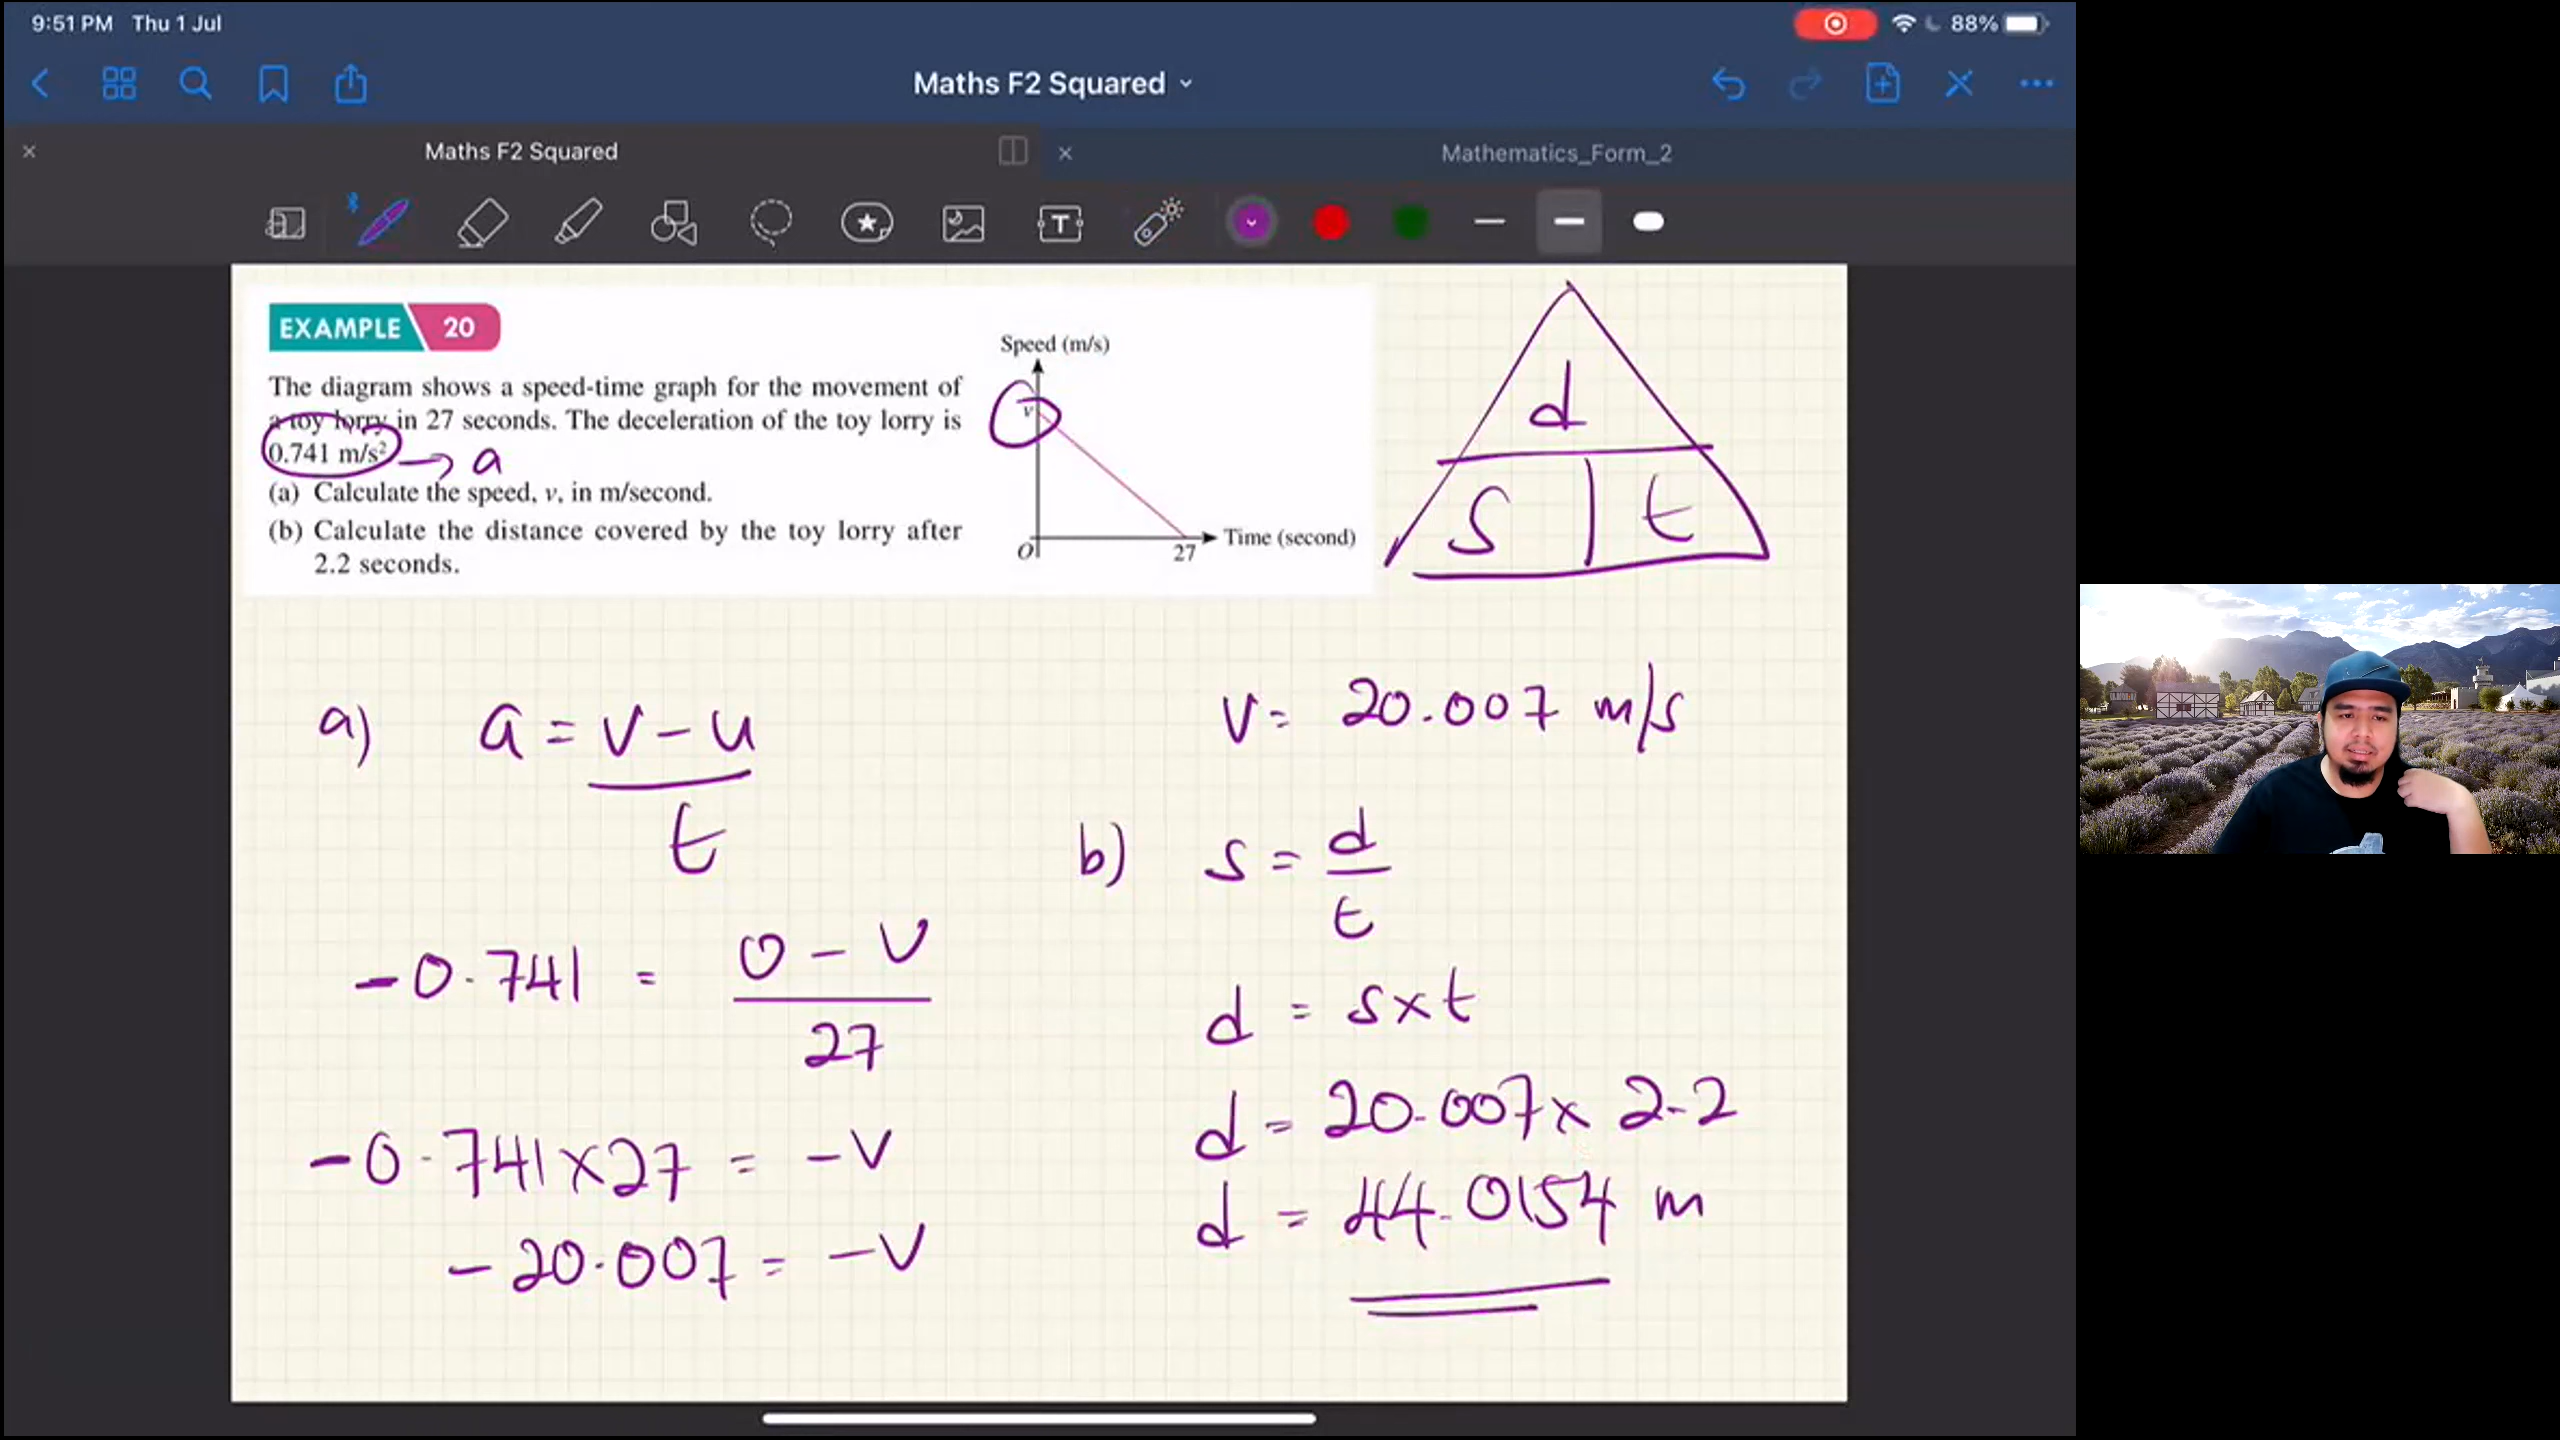 9:51 PM Thu 1 Jul
88%
Maths F2 Squared
Maths F2 Squared
Mathematics_Form_2
T
EXAMPLE 20
The diagram shows a speed-time graph for the movement of
a toy lorry in 27 seconds. The deceleration of the toy lorry is
0.741 m/s² → a
(a) Calculate the speed, v, in m/second.
(b) Calculate the distance covered by the toy lorry after
2.2 seconds.
Speed (m/s)
v
O
27
Time (second)
d
s t
a) a = v - u
t
-0.741 = 0 - v
27
-0.741 x 27 = -v
-20.007 = -v
v = 20.007 m/s
b) s = d
t
d = s x t
d = 20.007 x 2.2
d = 44.0154 m